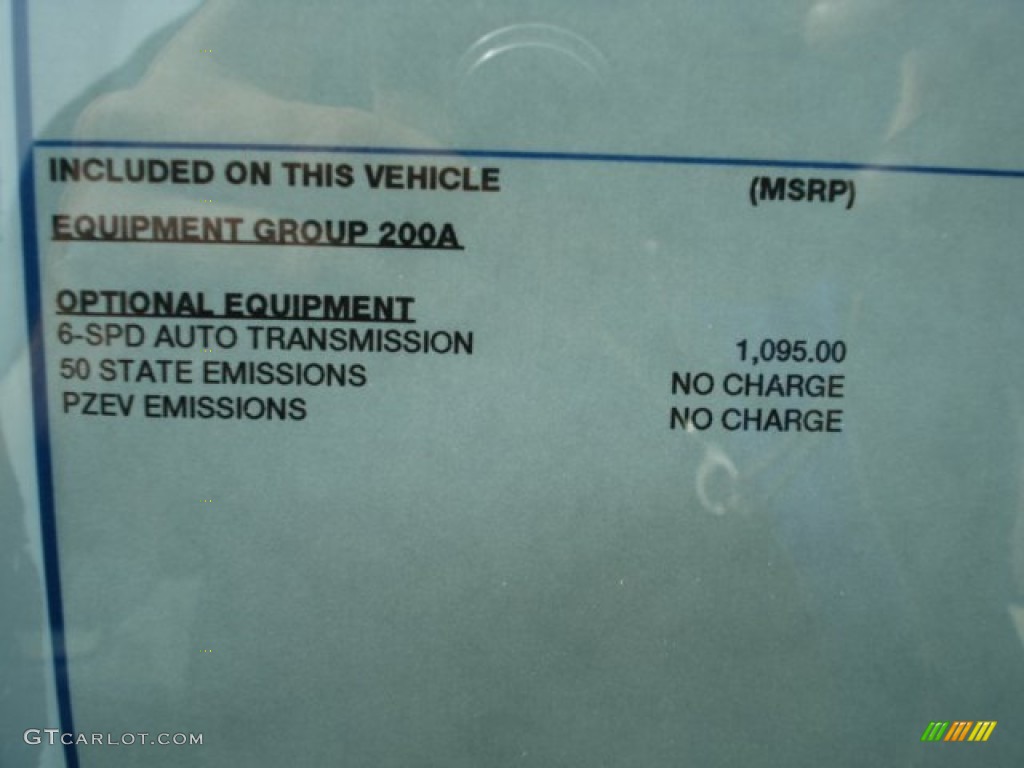 INCLUDED ON THIS VEHICLE (MSRP)
EQUIPMENT GROUP 200A
OPTIONAL EQUIPMENT
6-SPD AUTO TRANSMISSION 1,095.00
50 STATE EMISSIONS NO CHARGE
PZEV EMISSIONS NO CHARGE
GTCARLOT.COM